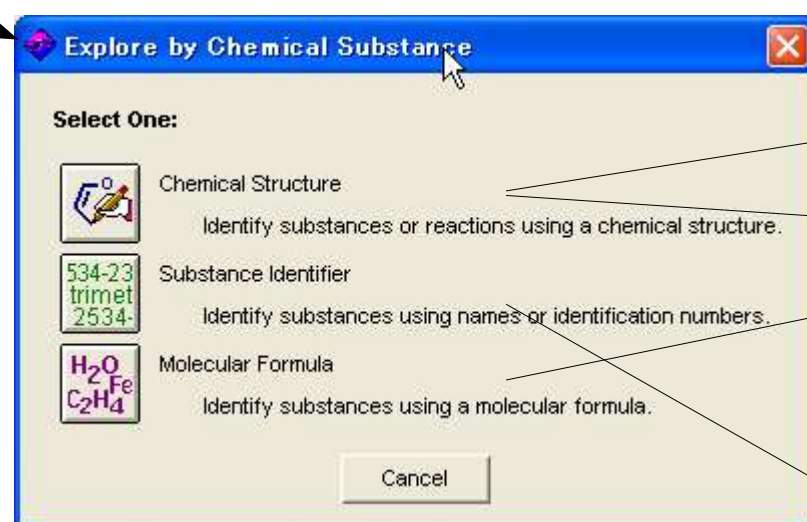 Explore by Chemical Substance
Select One:
Chemical Structure
Identify substances or reactions using a chemical structure.
534-23
trimet
2534-
Substance Identifier
Identify substances using names or identification numbers.
H2O
Fe
C2H4
Molecular Formula
Identify substances using a molecular formula.
Cancel